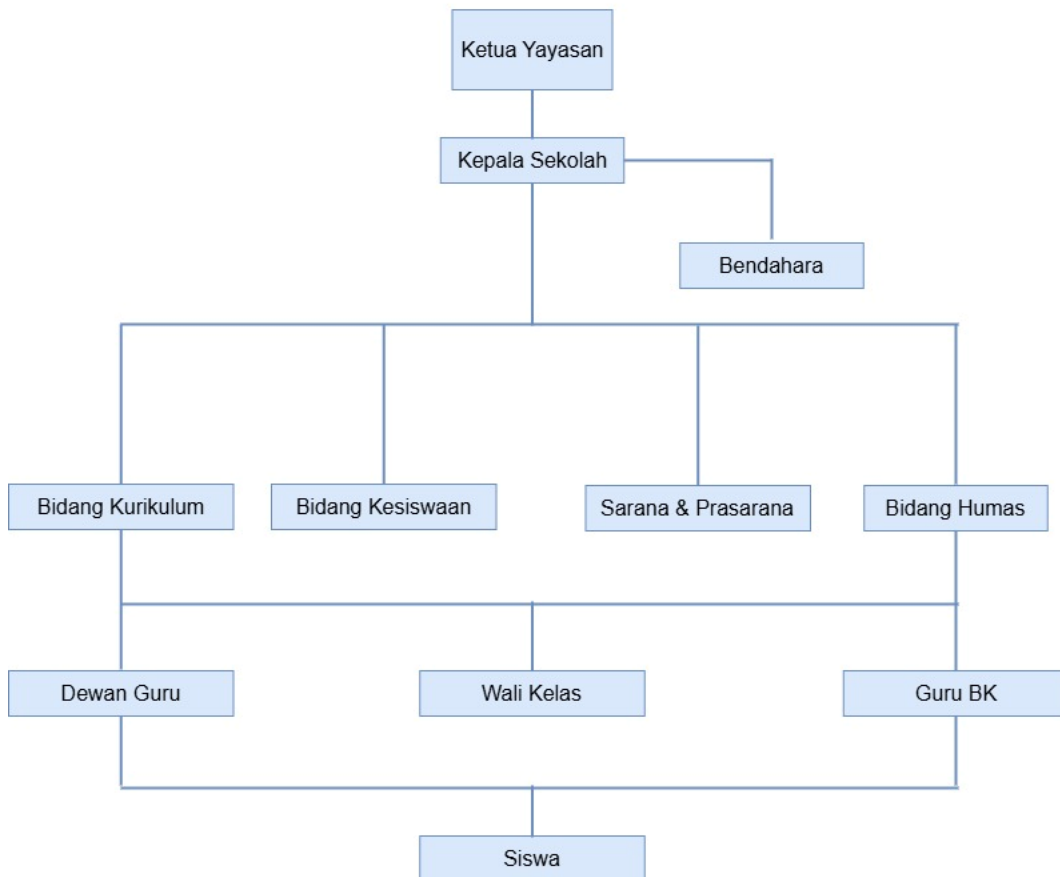 Ketua Yayasan
Kepala Sekolah
Bendahara
Bidang Kurikulum
Bidang Kesiswaan
Sarana & Prasarana
Bidang Humas
Dewan Guru
Wali Kelas
Guru BK
Siswa